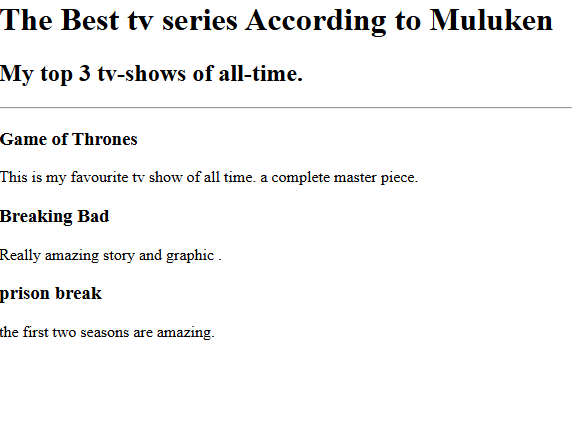 The Best tv series According to Muluken
My top 3 tv-shows of all-time.
Game of Thrones
This is my favourite tv show of all time. a complete master piece.
Breaking Bad
Really amazing story and graphic .
prison break
the first two seasons are amazing.